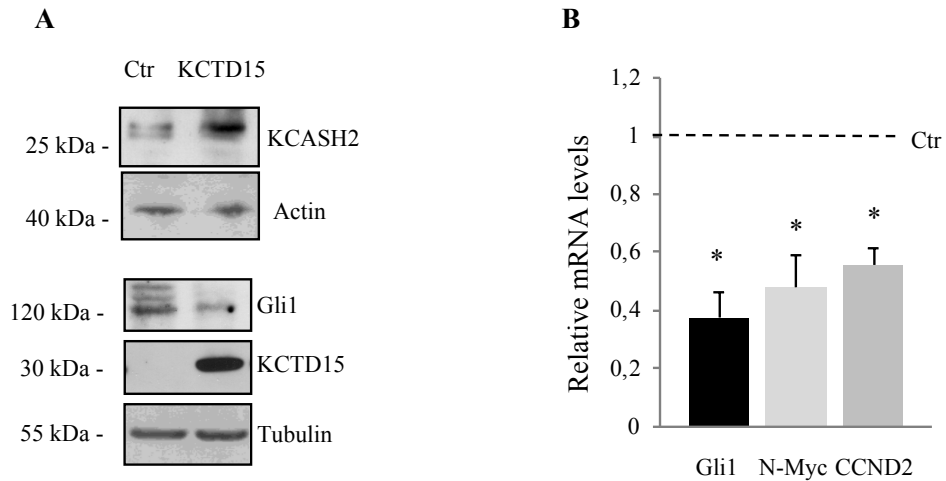 A
Ctr KCTD15
25 kDa -
KCASH2
40 kDa -
Actin
120 kDa -
Gli1
30 kDa -
KCTD15
55 kDa -
Tubulin
B
Relative mRNA levels
1,2
1
0,8
0,6
0,4
0,2
0
Ctr
*
*
*
Gli1 N-Myc CCND2